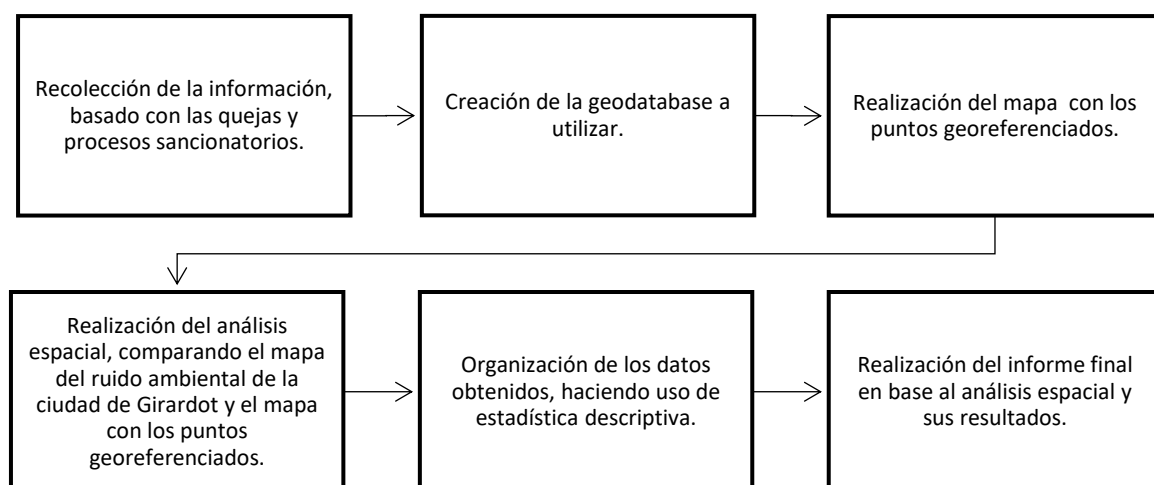 Recolección de la información,
basado con las quejas y
procesos sancionatorios.
Creación de la geodatabase a
utilizar.
Realización del mapa con los
puntos georeferenciados.
Realización del análisis
espacial, comparando el mapa
del ruido ambiental de la
ciudad de Girardot y el mapa
con los puntos
georeferenciados.
Organización de los datos
obtenidos, haciendo uso de
estadística descriptiva.
Realización del informe final
en base al análisis espacial y
sus resultados.